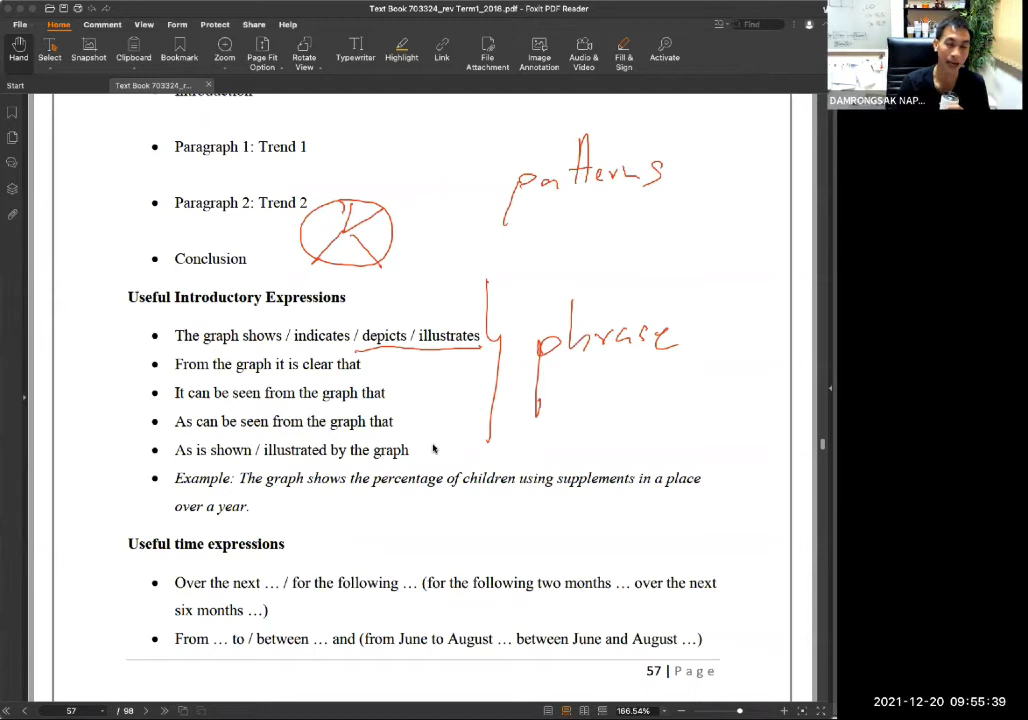 Text Book 703324_rev Term1_2018.pdf - Foxit PDF Reader
File Home Comment View Form Protect Share Help Find
Hand Select Snapshot Clipboard Bookmark Zoom Page Fit Option Rotate View Typewriter Highlight Link File Attachment Image Annotation Audio & Video Fill & Sign Activate
Start Text Book 703324_r...
DAMRONGSAK NAP...
Introduction
• Paragraph 1: Trend 1
patterns
• Paragraph 2: Trend 2
• Conclusion
Useful Introductory Expressions
• The graph shows / indicates / depicts / illustrates
phrase
• From the graph it is clear that
• It can be seen from the graph that
• As can be seen from the graph that
• As is shown / illustrated by the graph
• Example: The graph shows the percentage of children using supplements in a place
over a year.
Useful time expressions
• Over the next … / for the following … (for the following two months … over the next
six months …)
• From … to / between … and (from June to August … between June and August …)
57 | Page
57 / 98 166.54%
2021-12-20 09:55:39